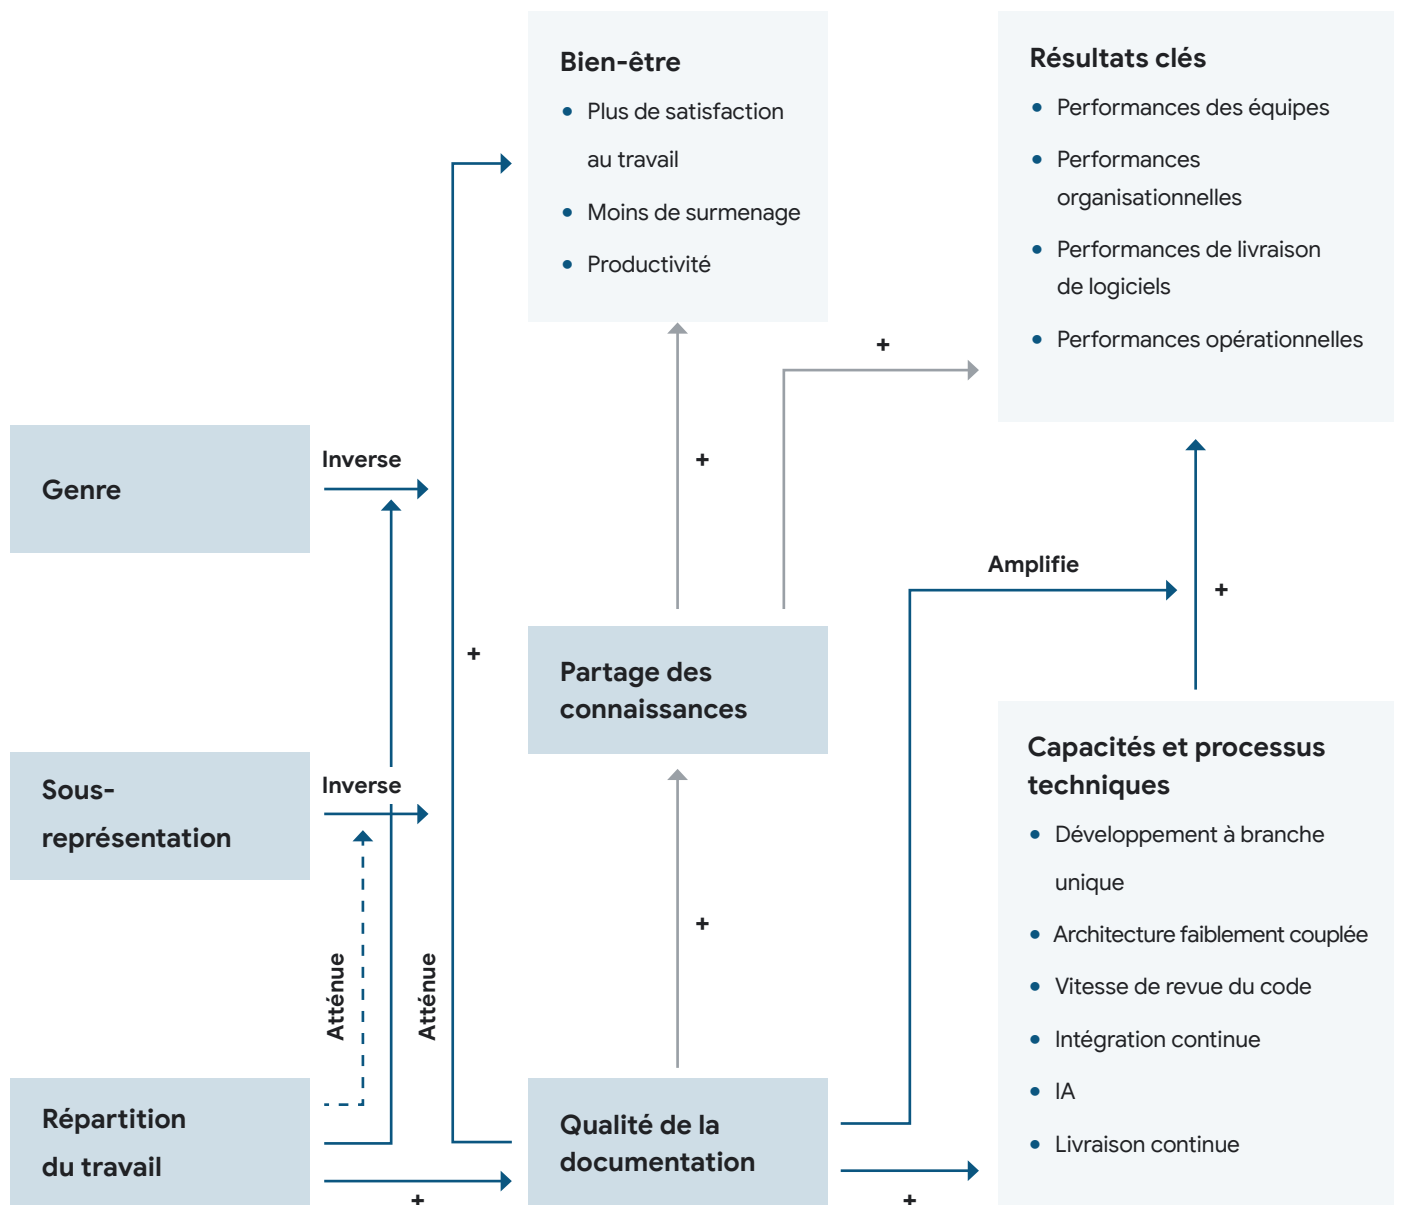 Bien-être
Plus de satisfaction
au travail
Moins de surmenage
Productivité
Résultats clés
Performances des équipes
Performances
organisationnelles
Performances de livraison
de logiciels
Performances opérationnelles
+
Genre
Inverse
+
Amplifie
+
+
Partage des
connaissances
Sous-
représentation
Inverse
Capacités et processus
techniques
Développement à branche
unique
Architecture faiblement couplée
Vitesse de revue du code
Intégration continue
IA
Livraison continue
+
Atténue
Atténue
Répartition
du travail
+
Qualité de la
documentation
+